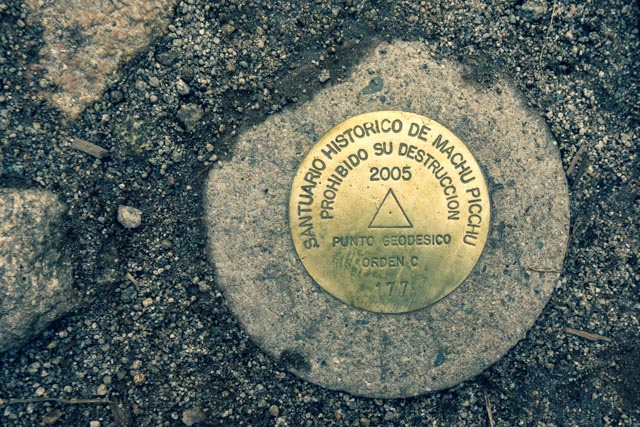 SANTUARIO HISTORICO DE MACHU PICCHU
PROHIBIDO SU DESTRUCCION
2005
PUNTO GEODESICO
ORDEN C
177